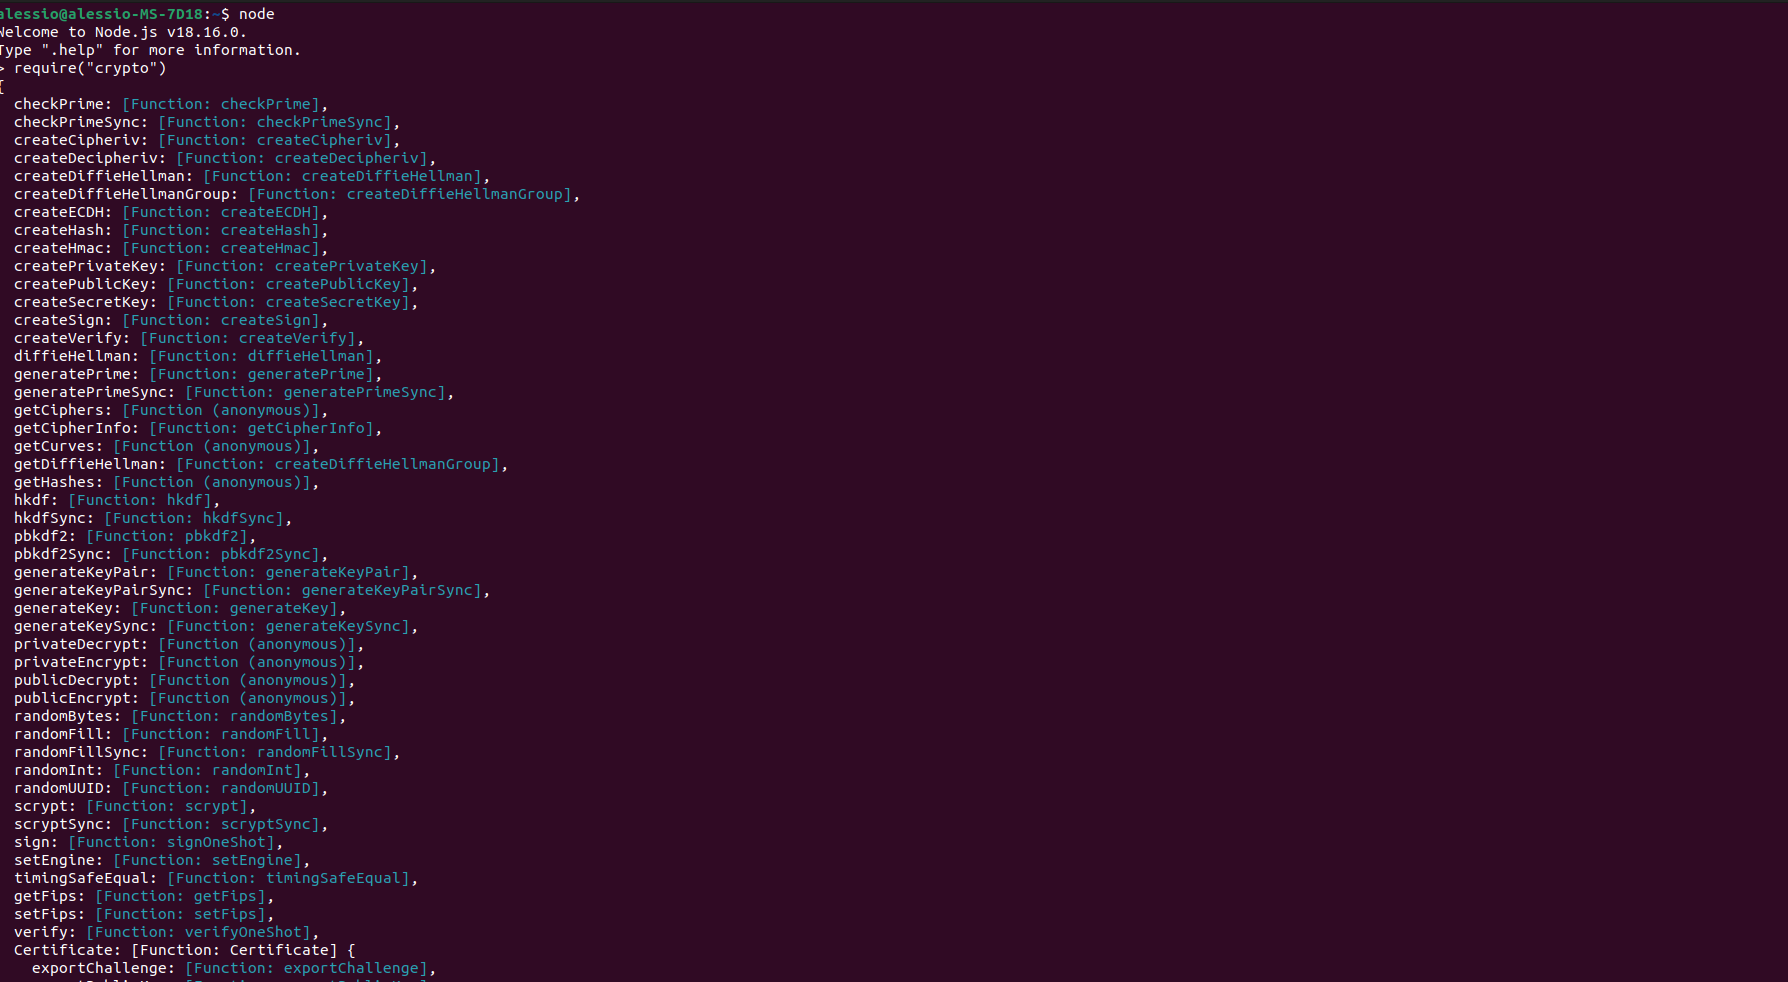 alessio@alessio-MS-7D18:~$ node
Welcome to Node.js v18.16.0.
Type ".help" for more information.
> require("crypto")
{
  checkPrime: [Function: checkPrime],
  checkPrimeSync: [Function: checkPrimeSync],
  createCipheriv: [Function: createCipheriv],
  createDecipheriv: [Function: createDecipheriv],
  createDiffieHellman: [Function: createDiffieHellman],
  createDiffieHellmanGroup: [Function: createDiffieHellmanGroup],
  createECDH: [Function: createECDH],
  createHash: [Function: createHash],
  createHmac: [Function: createHmac],
  createPrivateKey: [Function: createPrivateKey],
  createPublicKey: [Function: createPublicKey],
  createSecretKey: [Function: createSecretKey],
  createSign: [Function: createSign],
  createVerify: [Function: createVerify],
  diffieHellman: [Function: diffieHellman],
  generatePrime: [Function: generatePrime],
  generatePrimeSync: [Function: generatePrimeSync],
  getCiphers: [Function (anonymous)],
  getCipherInfo: [Function: getCipherInfo],
  getCurves: [Function (anonymous)],
  getDiffieHellman: [Function: createDiffieHellmanGroup],
  getHashes: [Function (anonymous)],
  hkdf: [Function: hkdf],
  hkdfSync: [Function: hkdfSync],
  pbkdf2: [Function: pbkdf2],
  pbkdf2Sync: [Function: pbkdf2Sync],
  generateKeyPair: [Function: generateKeyPair],
  generateKeyPairSync: [Function: generateKeyPairSync],
  generateKey: [Function: generateKey],
  generateKeySync: [Function: generateKeySync],
  privateDecrypt: [Function (anonymous)],
  privateEncrypt: [Function (anonymous)],
  publicDecrypt: [Function (anonymous)],
  publicEncrypt: [Function (anonymous)],
  randomBytes: [Function: randomBytes],
  randomFill: [Function: randomFill],
  randomFillSync: [Function: randomFillSync],
  randomInt: [Function: randomInt],
  randomUUID: [Function: randomUUID],
  scrypt: [Function: scrypt],
  scryptSync: [Function: scryptSync],
  sign: [Function: signOneShot],
  setEngine: [Function: setEngine],
  timingSafeEqual: [Function: timingSafeEqual],
  getFips: [Function: getFips],
  setFips: [Function: setFips],
  verify: [Function: verifyOneShot],
  Certificate: [Function: Certificate] {
    exportChallenge: [Function: exportChallenge],